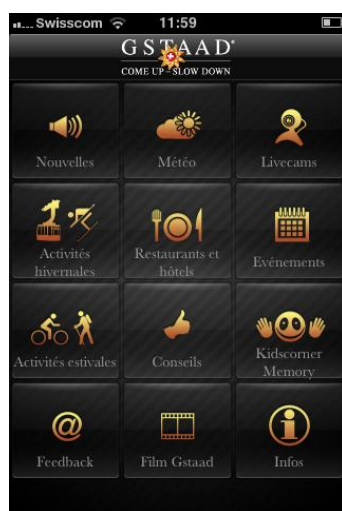 Swisscom 11:59
GSTAAD®
COME UP – SLOW DOWN
Nouvelles Météo Livecams
Activités hivernales Restaurants et hôtels Evénements
Activités estivales Conseils Kidscorner Memory
@
Feedback Film Gstaad Infos